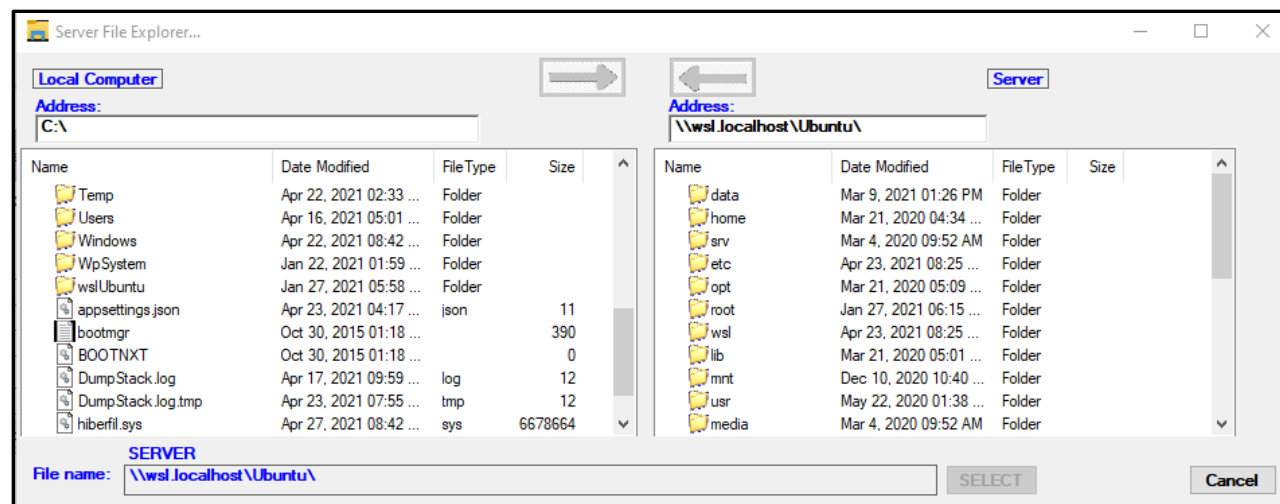 Server File Explorer...
Local Computer
Server
Address:
Address:
C:\
\\wsl.localhost\Ubuntu\
Name Date Modified FileType Size
Temp Apr 22, 2021 02:33 ... Folder
Users Apr 16, 2021 05:01 ... Folder
Windows Apr 22, 2021 08:42 ... Folder
WpSystem Jan 22, 2021 01:59 ... Folder
wslUbuntu Jan 27, 2021 05:58 ... Folder
appsettings.json Apr 23, 2021 04:17 ... json 11
bootmgr Oct 30, 2015 01:18 ... 390
BOOTNXT Oct 30, 2015 01:18 ... 0
DumpStack.log Apr 17, 2021 09:59 ... log 12
DumpStack.log.tmp Apr 23, 2021 07:55 ... tmp 12
hiberfil.sys Apr 27, 2021 08:42 ... sys 6678664
Name Date Modified FileType Size
data Mar 9, 2021 01:26 PM Folder
home Mar 21, 2020 04:34 ... Folder
srv Mar 4, 2020 09:52 AM Folder
etc Apr 23, 2021 08:25 ... Folder
opt Mar 21, 2020 05:09 ... Folder
root Jan 27, 2021 06:15 ... Folder
wsl Apr 23, 2021 08:25 ... Folder
lib Mar 21, 2020 05:01 ... Folder
mnt Dec 10, 2020 10:40 ... Folder
usr May 22, 2020 01:38 ... Folder
media Mar 4, 2020 09:52 AM Folder
SERVER
File name: \\wsl.localhost\Ubuntu\
SELECT
Cancel